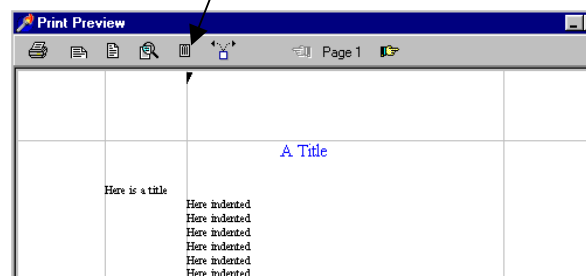 Print Preview
Page 1
A Title
Here is a title
Here indented
Here indented
Here indented
Here indented
Here indented
Here indented